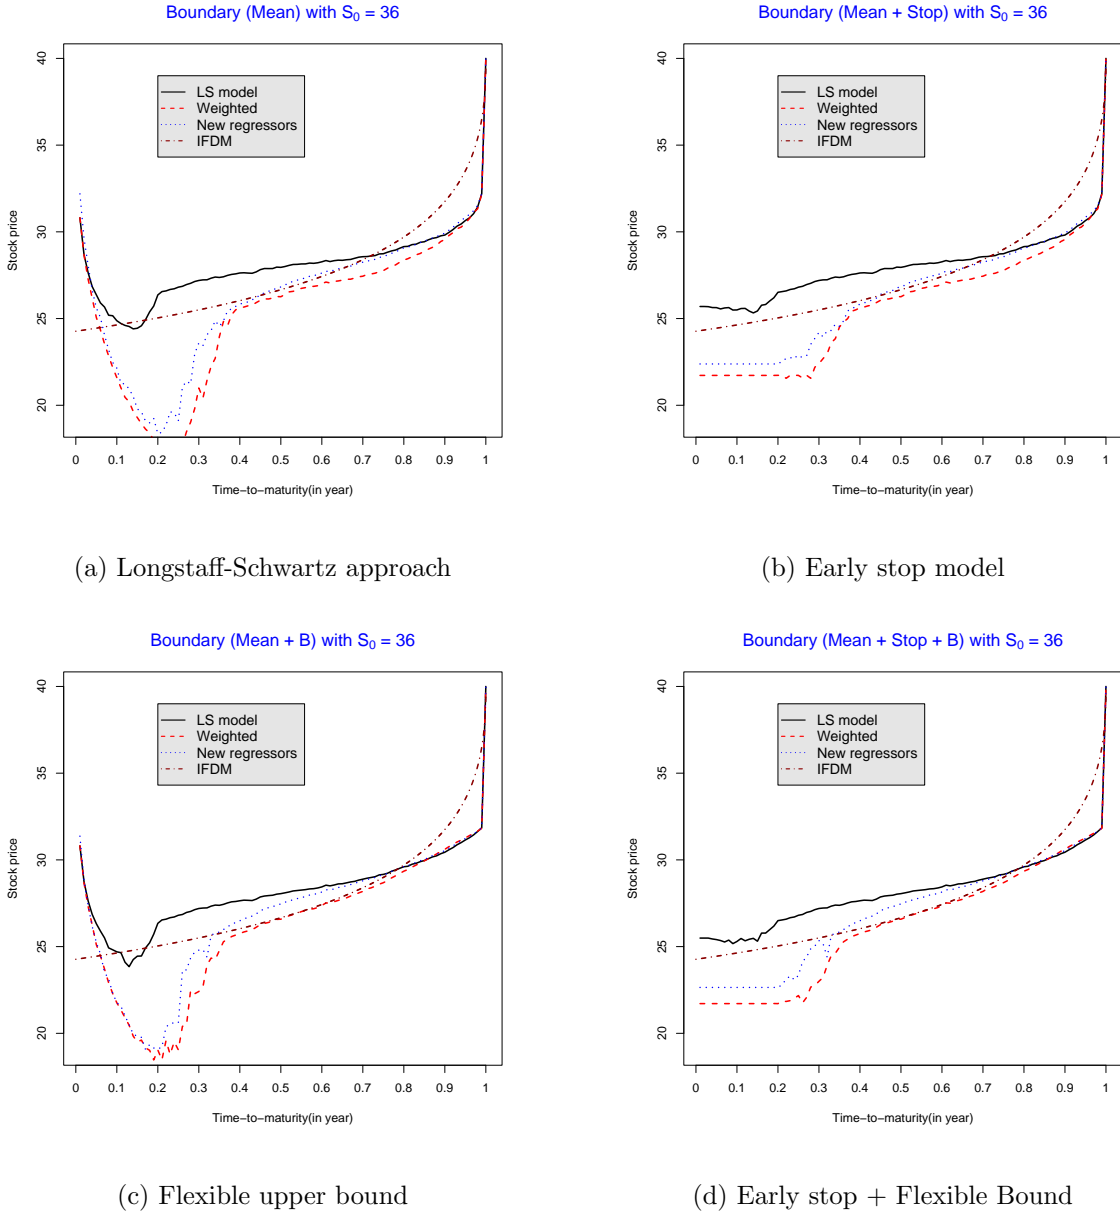 Boundary (Mean) with S₀ = 36
40
35
30
25
20
Stock price
LS model
Weighted
New regressors
IFDM
0 0.1 0.2 0.3 0.4 0.5 0.6 0.7 0.8 0.9 1
Time−to−maturity(in year)
(a) Longstaff-Schwartz approach
Boundary (Mean + Stop) with S₀ = 36
40
35
30
25
20
Stock price
LS model
Weighted
New regressors
IFDM
0 0.1 0.2 0.3 0.4 0.5 0.6 0.7 0.8 0.9 1
Time−to−maturity(in year)
(b) Early stop model
Boundary (Mean + B) with S₀ = 36
40
35
30
25
20
Stock price
LS model
Weighted
New regressors
IFDM
0 0.1 0.2 0.3 0.4 0.5 0.6 0.7 0.8 0.9 1
Time−to−maturity(in year)
(c) Flexible upper bound
Boundary (Mean + Stop + B) with S₀ = 36
40
35
30
25
20
Stock price
LS model
Weighted
New regressors
IFDM
0 0.1 0.2 0.3 0.4 0.5 0.6 0.7 0.8 0.9 1
Time−to−maturity(in year)
(d) Early stop + Flexible Bound